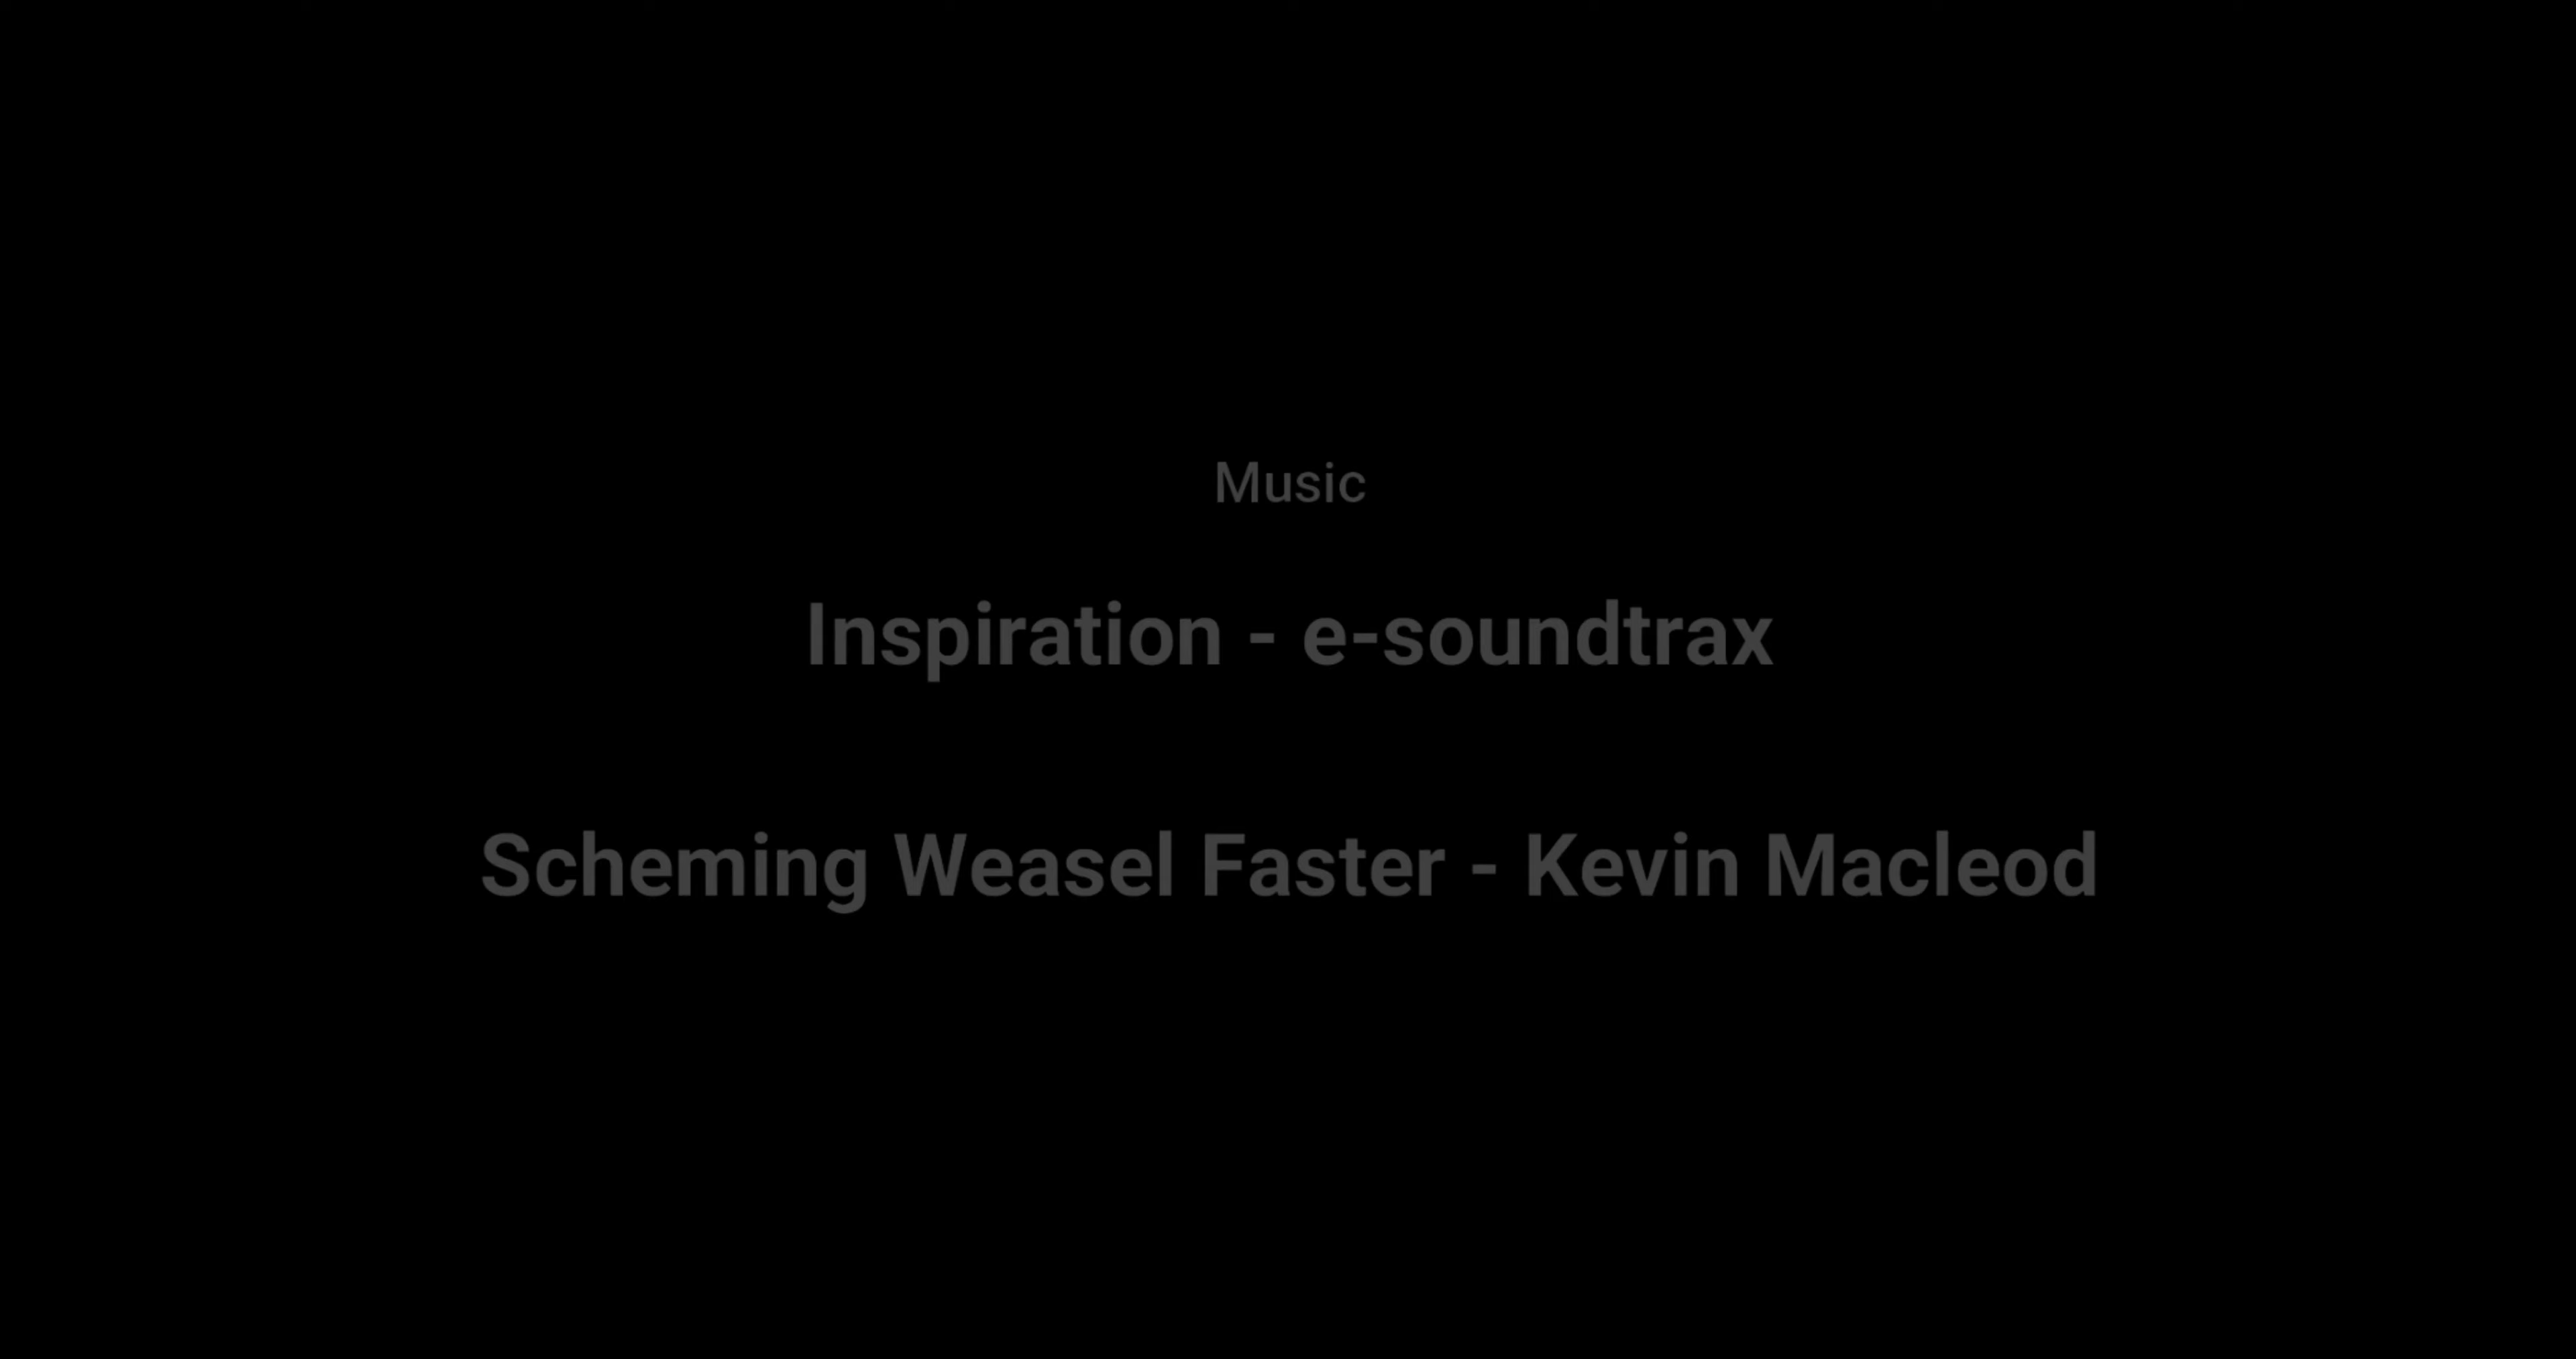 Music
Inspiration - e-soundtrax
Scheming Weasel Faster - Kevin Macleod